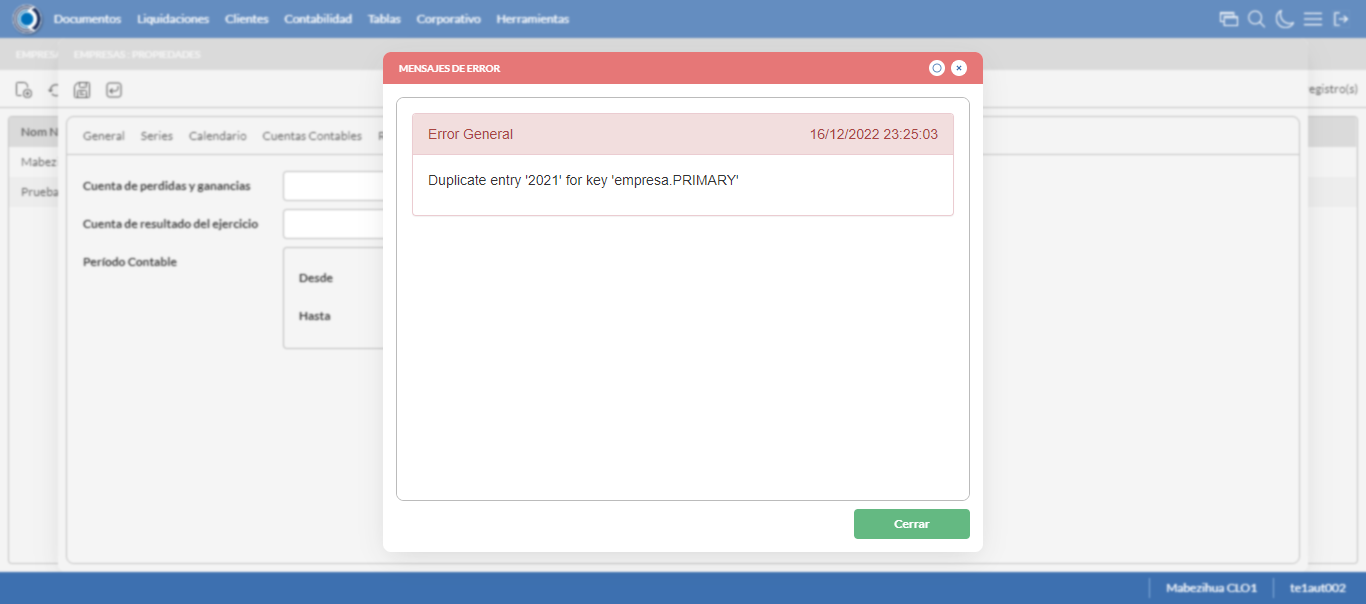 Documentos Liquidaciones Clientes Contabilidad Tablas Corporativo Herramientas
EMPRESAS : PROPIEDADES
egistro(s)
Nom N
Mabez
Prueba
General Series Calendario Cuentas Contables
Cuenta de perdidas y ganancias
Cuenta de resultado del ejercicio
Período Contable
Desde
Hasta
MENSAJES DE ERROR
Error General 16/12/2022 23:25:03
Duplicate entry '2021' for key 'empresa.PRIMARY'
Cerrar
Mabezihua CLO1 te1aut002